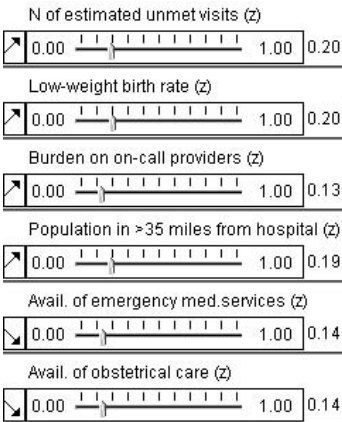 N of estimated unmet visits (z)
0.00 1.00 0.20
Low-weight birth rate (z)
0.00 1.00 0.20
Burden on on-call providers (z)
0.00 1.00 0.13
Population in >35 miles from hospital (z)
0.00 1.00 0.19
Avail. of emergency med.services (z)
0.00 1.00 0.14
Avail. of obstetrical care (z)
0.00 1.00 0.14